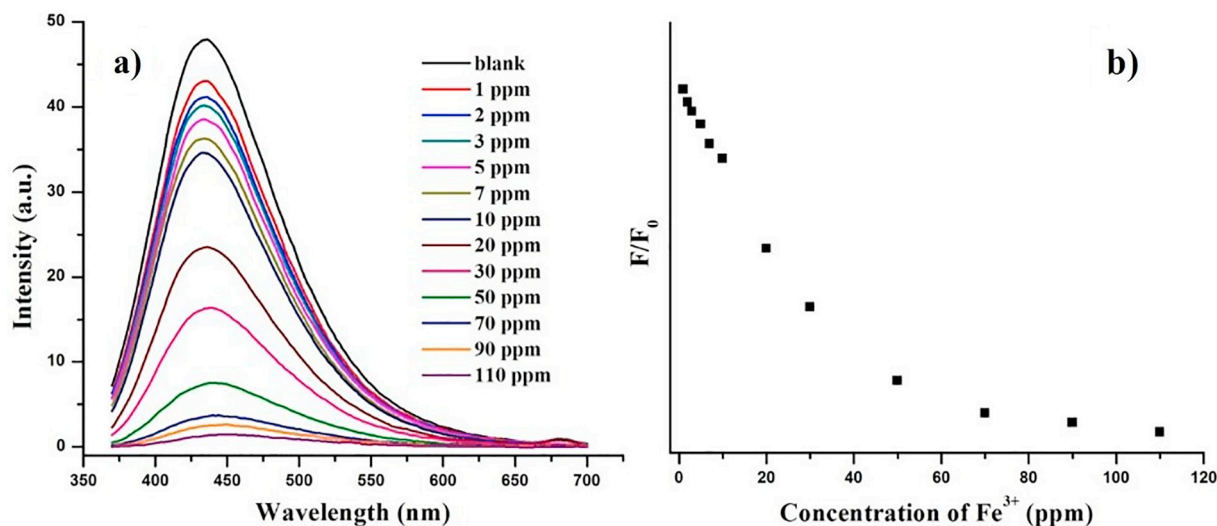 a)
50
40
30
20
10
0
Intensity (a.u.)
350 400 450 500 550 600 650 700
Wavelength (nm)
blank
1 ppm
2 ppm
3 ppm
5 ppm
7 ppm
10 ppm
20 ppm
30 ppm
50 ppm
70 ppm
90 ppm
110 ppm
b)
F/F₀
0 20 40 60 80 100 120
Concentration of Fe³⁺ (ppm)